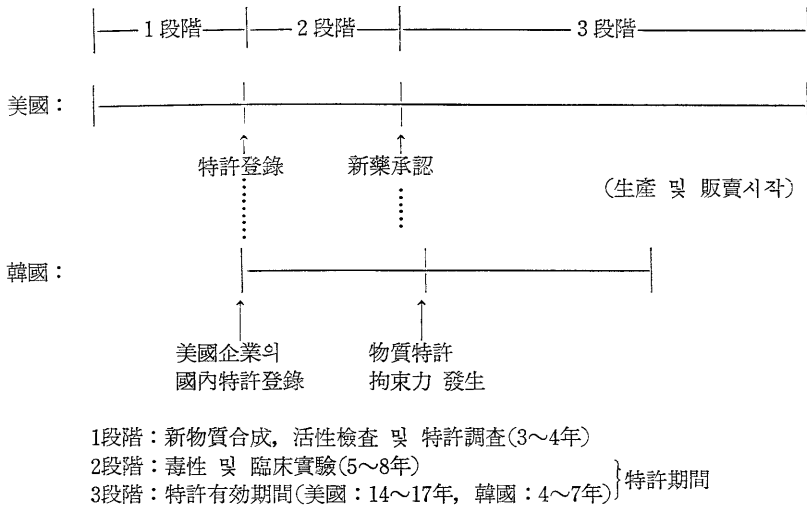 1段階 2段階 3段階
美國：
特許登錄 新藥承認
(生產 및 販賣시작)
韓國：
美國企業의 物質特許
國內特許登錄 拘束力 發生
1段階：新物質合成, 活性檢査 및 特許調査(3～4年)
2段階：毒性 및 臨床實驗(5～8年)
3段階：特許有效期間(美國：14～17年, 韓國：4～7年)
特許期間